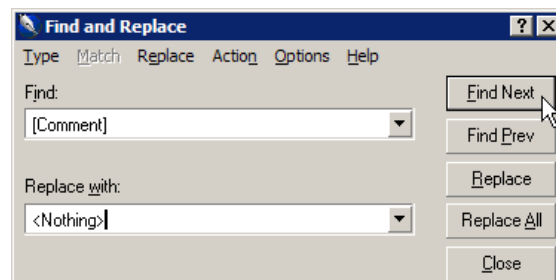 Find and Replace
Type Match Replace Action Options Help
Find:
[Comment]
Replace with:
<Nothing>
Find Next
Find Prev
Replace
Replace All
Close